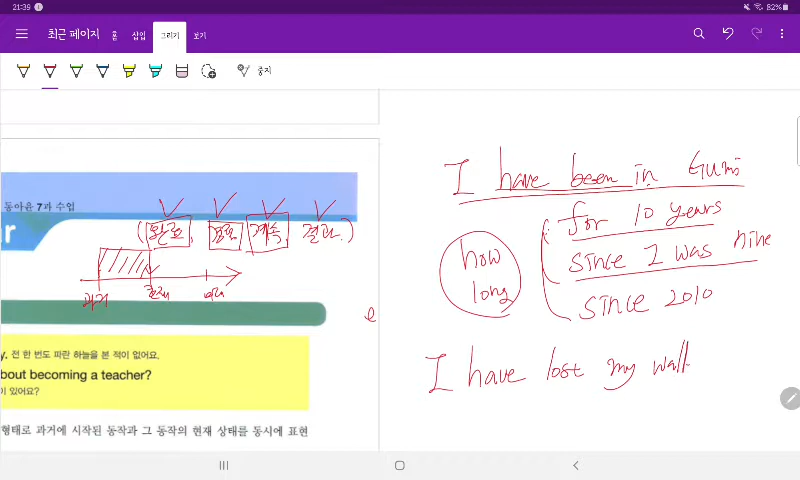 21:39
82%
최근 페이지 홈 삽입 그리기 보기
중지
동아윤 7과 수업
(완료, 경험, 계속, 결과.)
r
과거 현재 미래
e
y. 전 한 번도 파란 하늘을 본 적이 없어요.
bout becoming a teacher?
이 있어요?
형태로 과거에 시작된 동작과 그 동작의 현재 상태를 동시에 표현
I have been in Gumi
for 10 years
how long
since I was nine
since 2010
I have lost my wall